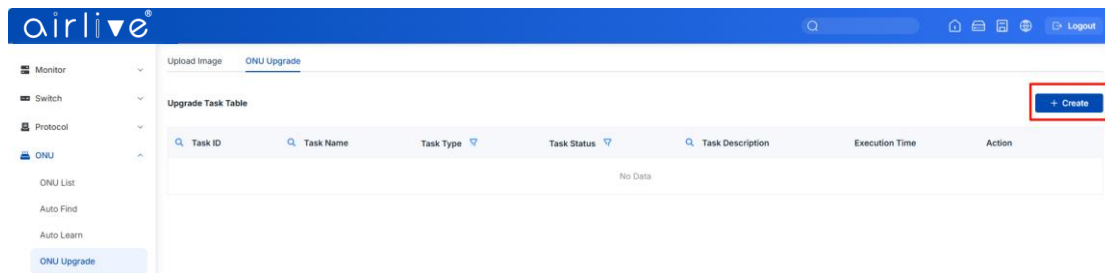 airlive®
Logout
Monitor
Switch
Protocol
ONU
ONU List
Auto Find
Auto Learn
ONU Upgrade
Upload Image ONU Upgrade
Upgrade Task Table
+ Create
Task ID Task Name Task Type Task Status Task Description Execution Time Action
No Data